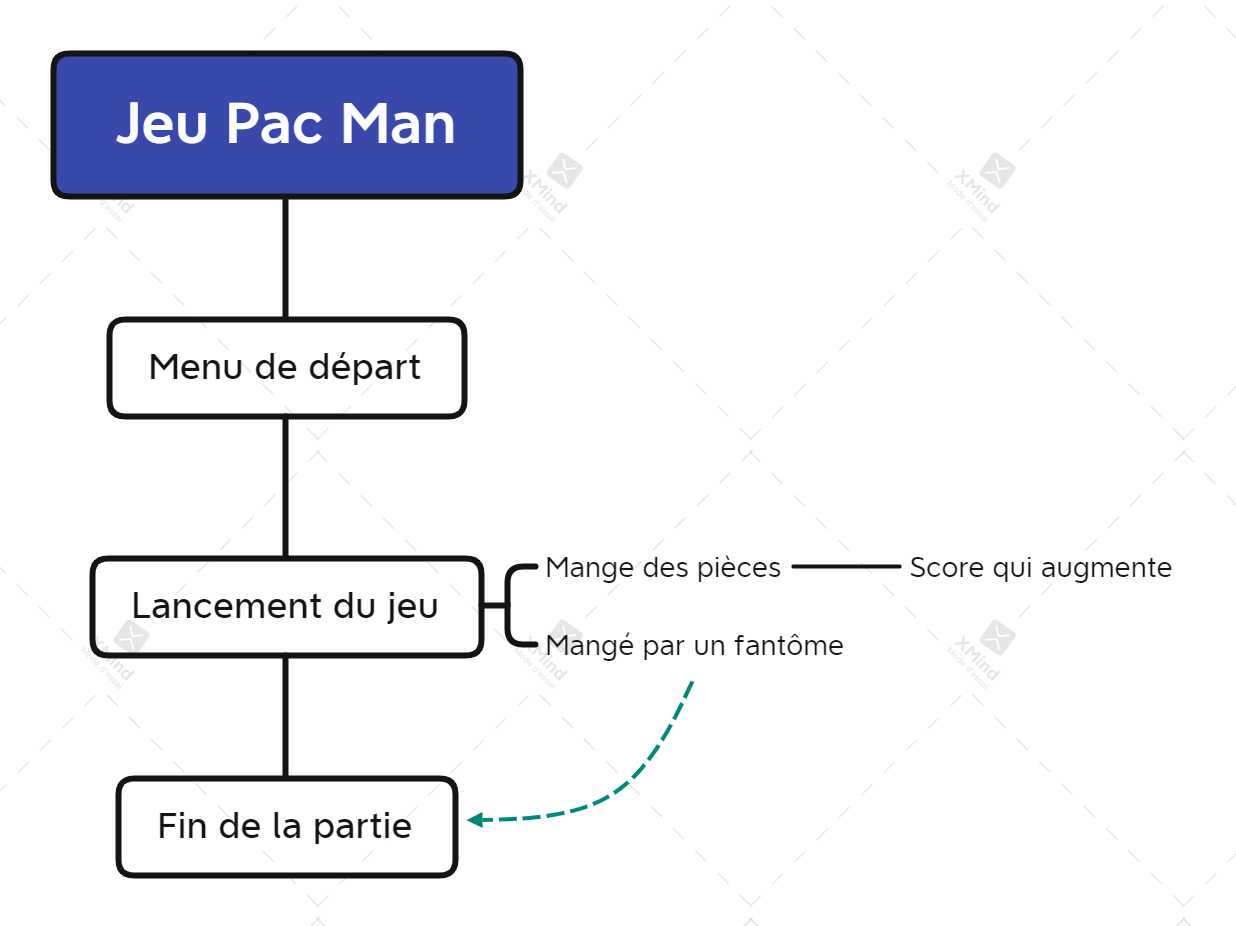 Jeu Pac Man
Menu de départ
Lancement du jeu
Mange des pièces
Score qui augmente
Mangé par un fantôme
Fin de la partie
XMind
Mode d'essai
XMind
Mode d'essai
XMind
Mode d'essai
XMind
Mode d'essai
XMind
Mode d'essai